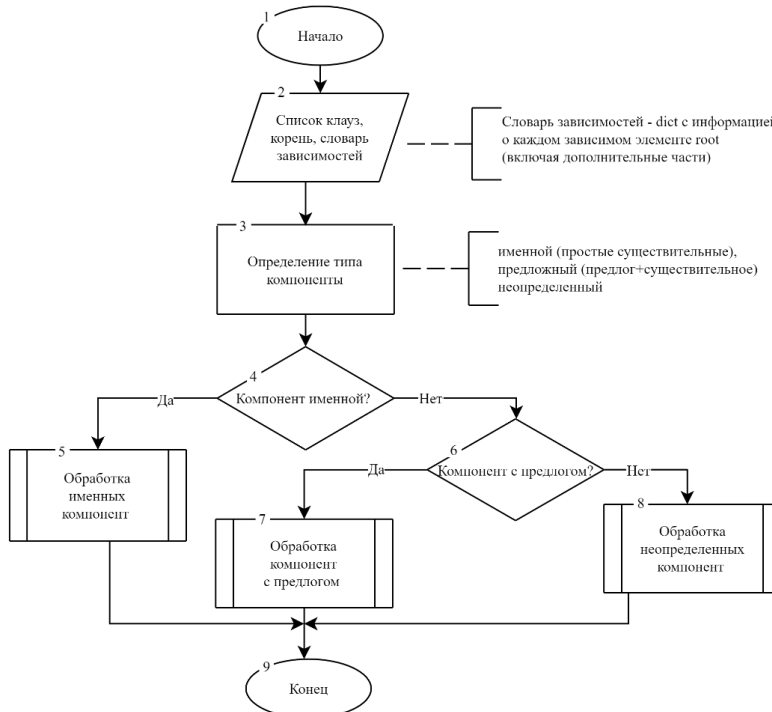 1
Начало
2
Список клауз,
корень, словарь
зависимостей
Словарь зависимостей - dict с информацией
о каждом зависимом элементе root
(включая дополнительные части)
3
Определение типа
компоненты
именной (простые существительные),
предложный (предлог+существительное)
неопределенный
4
Компонент именной?
Да
Нет
5
Обработка
именных
компонент
6
Компонент с предлогом?
Да
Нет
7
Обработка
компонент
с предлогом
8
Обработка
неопределенных
компонент
9
Конец